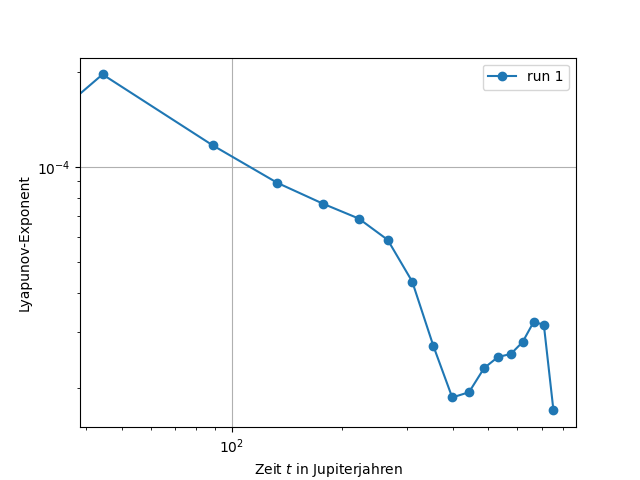 run 1
10⁻⁴
Lyapunov-Exponent
10²
Zeit t in Jupiterjahren